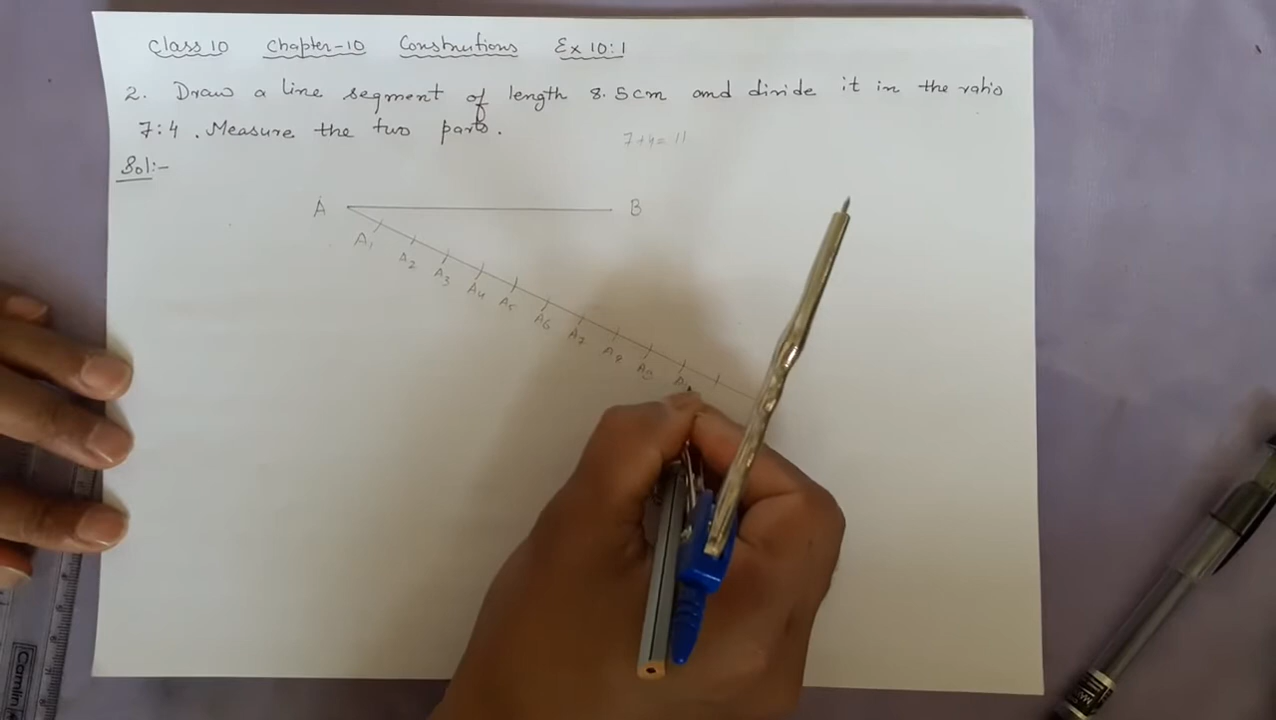 Class 10 Chapter-10 Construtions Ex 10:1
2. Draw a line segment of length 8.5cm and divide it in the ratio
7:4. Measure the two parts.
7+4= 11
Sol:-
A B
A1
A2
A3
A4
A5
A6
A7
A8
A9
Camlin